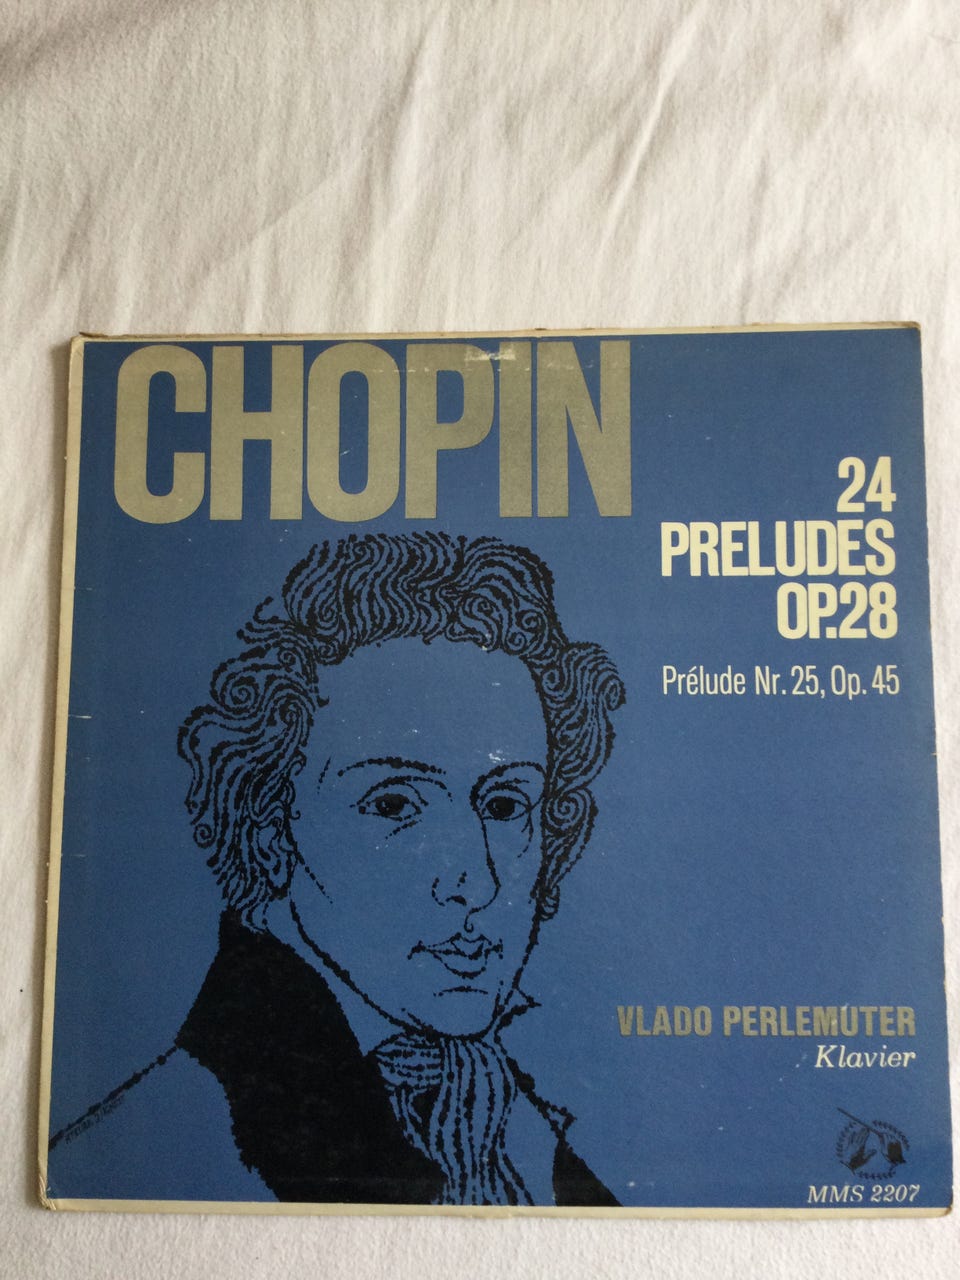 CHOPIN
24
PRELUDES
OP.28
Prélude Nr. 25, Op. 45
VLADO PERLEMUTER
Klavier
MMS 2207